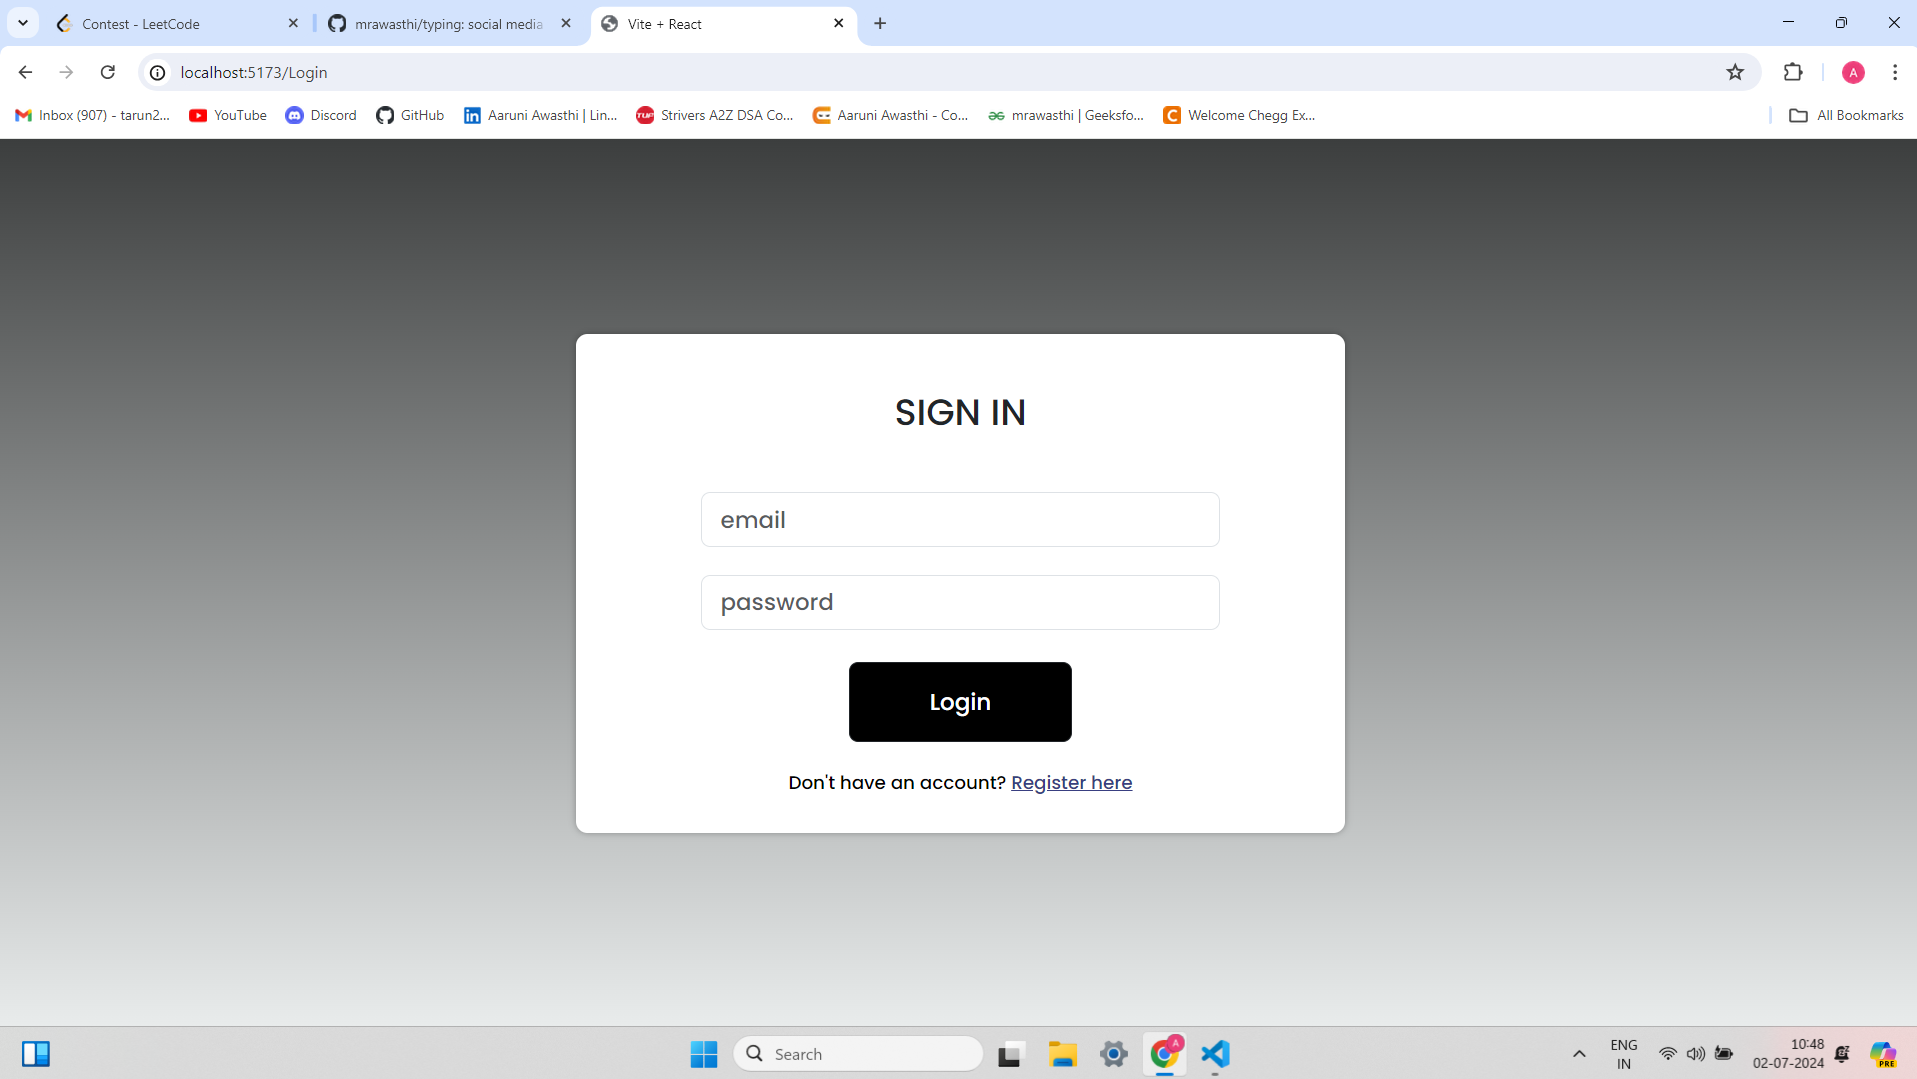 Contest - LeetCode
mrawasthi/typing: social media
Vite + React
localhost:5173/Login
A
Inbox (907) - tarun2...
YouTube
Discord
GitHub
Aaruni Awasthi | Lin...
TUF
Strivers A2Z DSA Co...
Aaruni Awasthi - Co...
mrawasthi | Geeksfo...
C
Welcome Chegg Ex...
All Bookmarks
SIGN IN
email
password
Login
Don't have an account? Register here
Search
A
ENG
IN
10:48
02-07-2024
PRE